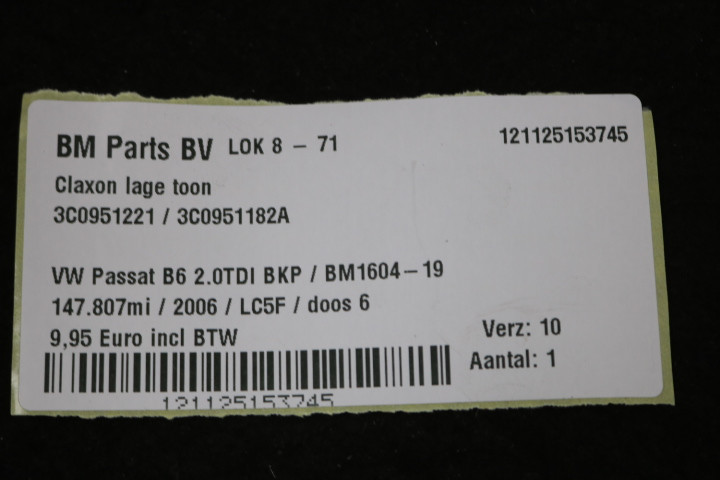 BM Parts BV LOK 8 - 71
121125153745
Claxon lage toon
3C0951221 / 3C0951182A
VW Passat B6 2.0TDI BKP / BM1604-19
147.807mi / 2006 / LC5F / doos 6
9,95 Euro incl BTW
Verz: 10
Aantal: 1
121125153745